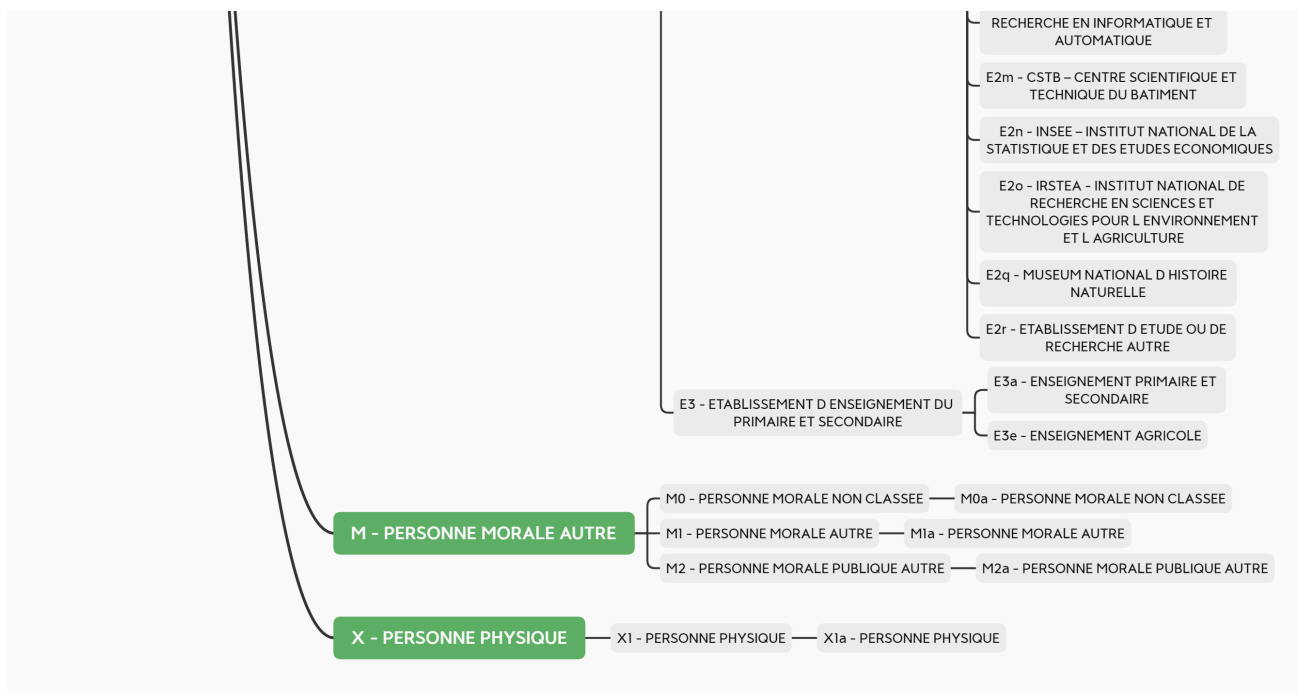 RECHERCHE EN INFORMATIQUE ET
AUTOMATIQUE
E2m - CSTB – CENTRE SCIENTIFIQUE ET
TECHNIQUE DU BATIMENT
E2n - INSEE – INSTITUT NATIONAL DE LA
STATISTIQUE ET DES ETUDES ECONOMIQUES
E2o - IRSTEA - INSTITUT NATIONAL DE
RECHERCHE EN SCIENCES ET
TECHNOLOGIES POUR L ENVIRONNEMENT
ET L AGRICULTURE
E2q - MUSEUM NATIONAL D HISTOIRE
NATURELLE
E2r - ETABLISSEMENT D ETUDE OU DE
RECHERCHE AUTRE
E3 - ETABLISSEMENT D ENSEIGNEMENT DU
PRIMAIRE ET SECONDAIRE
E3a - ENSEIGNEMENT PRIMAIRE ET
SECONDAIRE
E3e - ENSEIGNEMENT AGRICOLE
M - PERSONNE MORALE AUTRE
M0 - PERSONNE MORALE NON CLASSEE
M0a - PERSONNE MORALE NON CLASSEE
M1 - PERSONNE MORALE AUTRE
M1a - PERSONNE MORALE AUTRE
M2 - PERSONNE MORALE PUBLIQUE AUTRE
M2a - PERSONNE MORALE PUBLIQUE AUTRE
X - PERSONNE PHYSIQUE
X1 - PERSONNE PHYSIQUE
X1a - PERSONNE PHYSIQUE